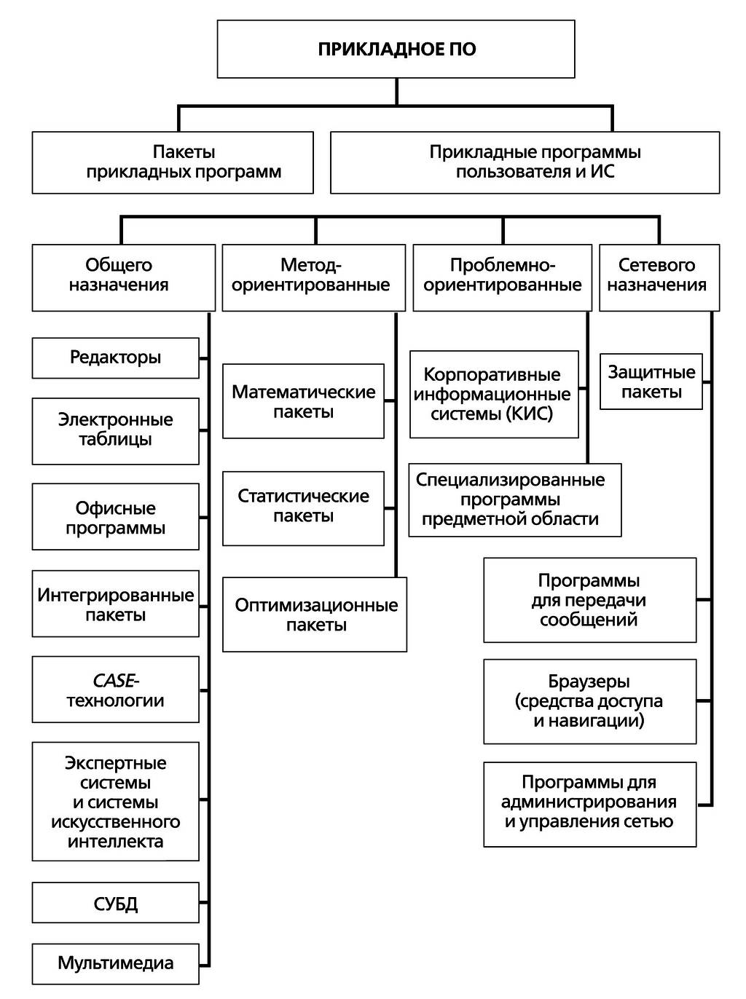 ПРИКЛАДНОЕ ПО
Пакеты
прикладных программ
Прикладные программы
пользователя и ИС
Общего
назначения
Метод-
ориентированные
Проблемно-
ориентированные
Сетевого
назначения
Редакторы
Электронные
таблицы
Офисные
программы
Интегрированные
пакеты
CASE-
технологии
Экспертные
системы
и системы
искусственного
интеллекта
СУБД
Мультимедиа
Математические
пакеты
Статистические
пакеты
Оптимизационные
пакеты
Корпоративные
информационные
системы (КИС)
Специализированные
программы
предметной области
Защитные
пакеты
Программы
для передачи
сообщений
Браузеры
(средства доступа
и навигации)
Программы для
администрирования
и управления сетью